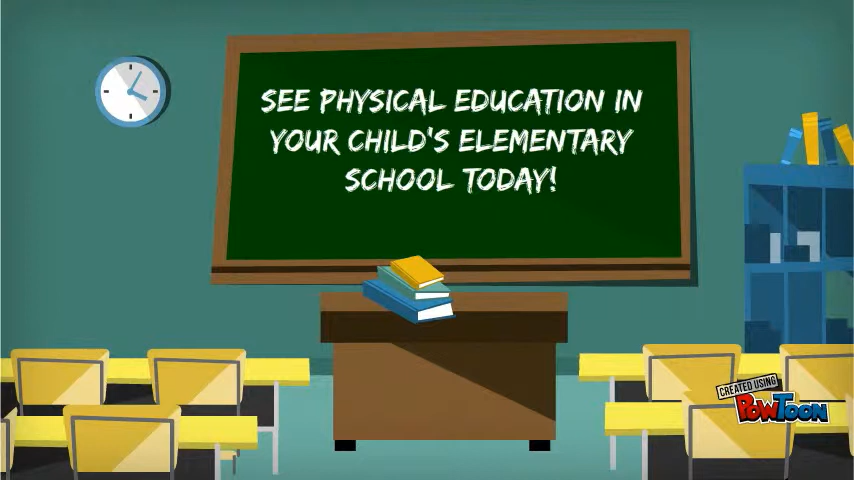 SEE PHYSICAL EDUCATION IN
YOUR CHILD'S ELEMENTARY
SCHOOL TODAY!
CREATED USING
POWTOON